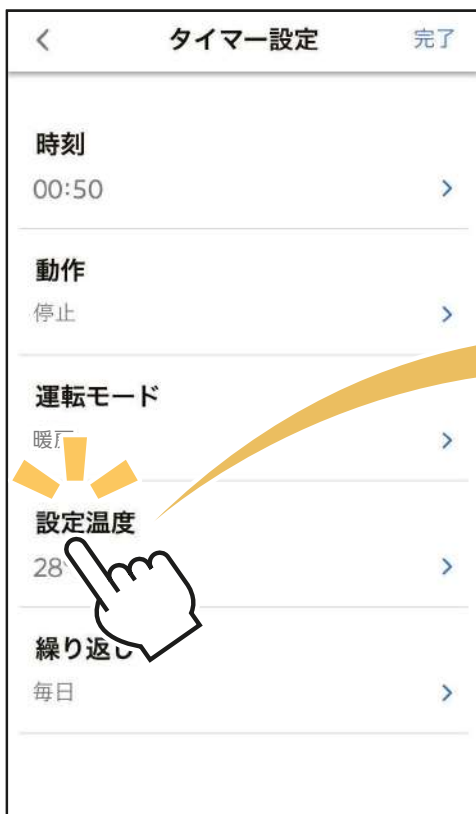 タイマー設定 完了
時刻
00:50
動作
停止
運転モード
暖
設定温度
28
繰り返し
毎日